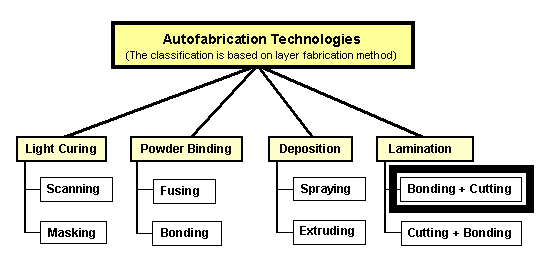 Autofabrication Technologies
(The classification is based on layer fabrication method)
Light Curing
Powder Binding
Deposition
Lamination
Scanning
Fusing
Spraying
Bonding + Cutting
Masking
Bonding
Extruding
Cutting + Bonding